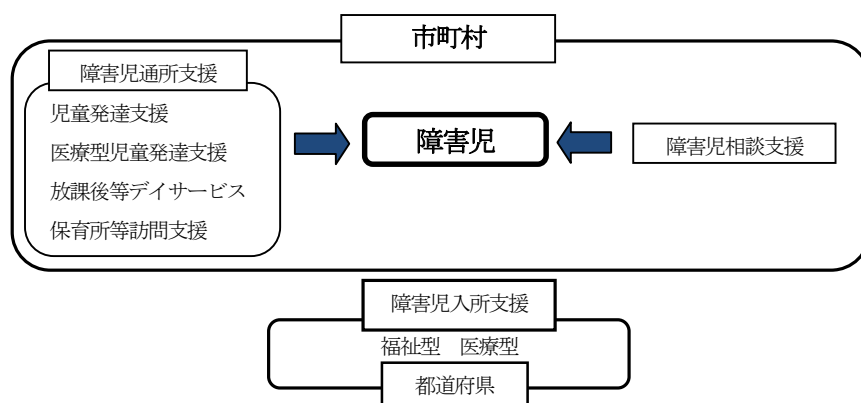 市町村
障害児通所支援
児童発達支援
医療型児童発達支援
放課後等デイサービス
保育所等訪問支援
障害児
障害児相談支援
障害児入所支援
福祉型　医療型
都道府県